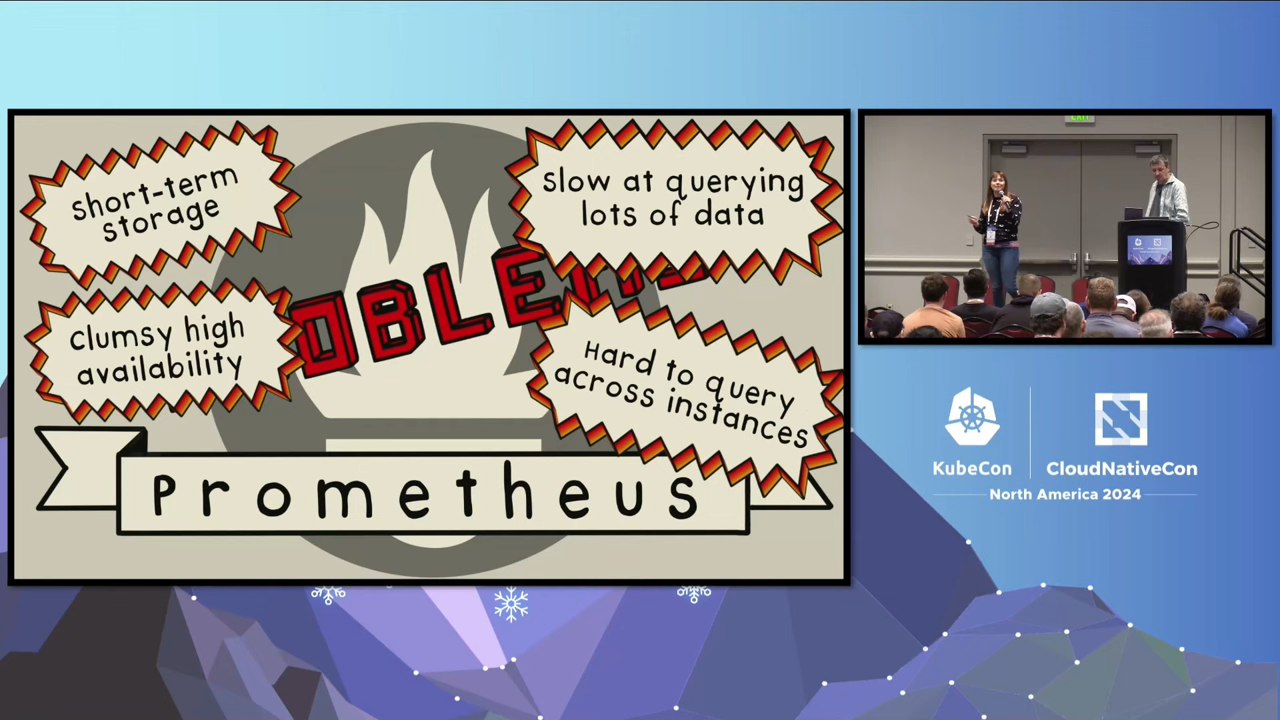 Short-term
storage
Slow at querying
lots of data
Clumsy high
availability
Hard to query
across instances
Prometheus
EXIT
KubeCon
CloudNativeCon
North America 2024